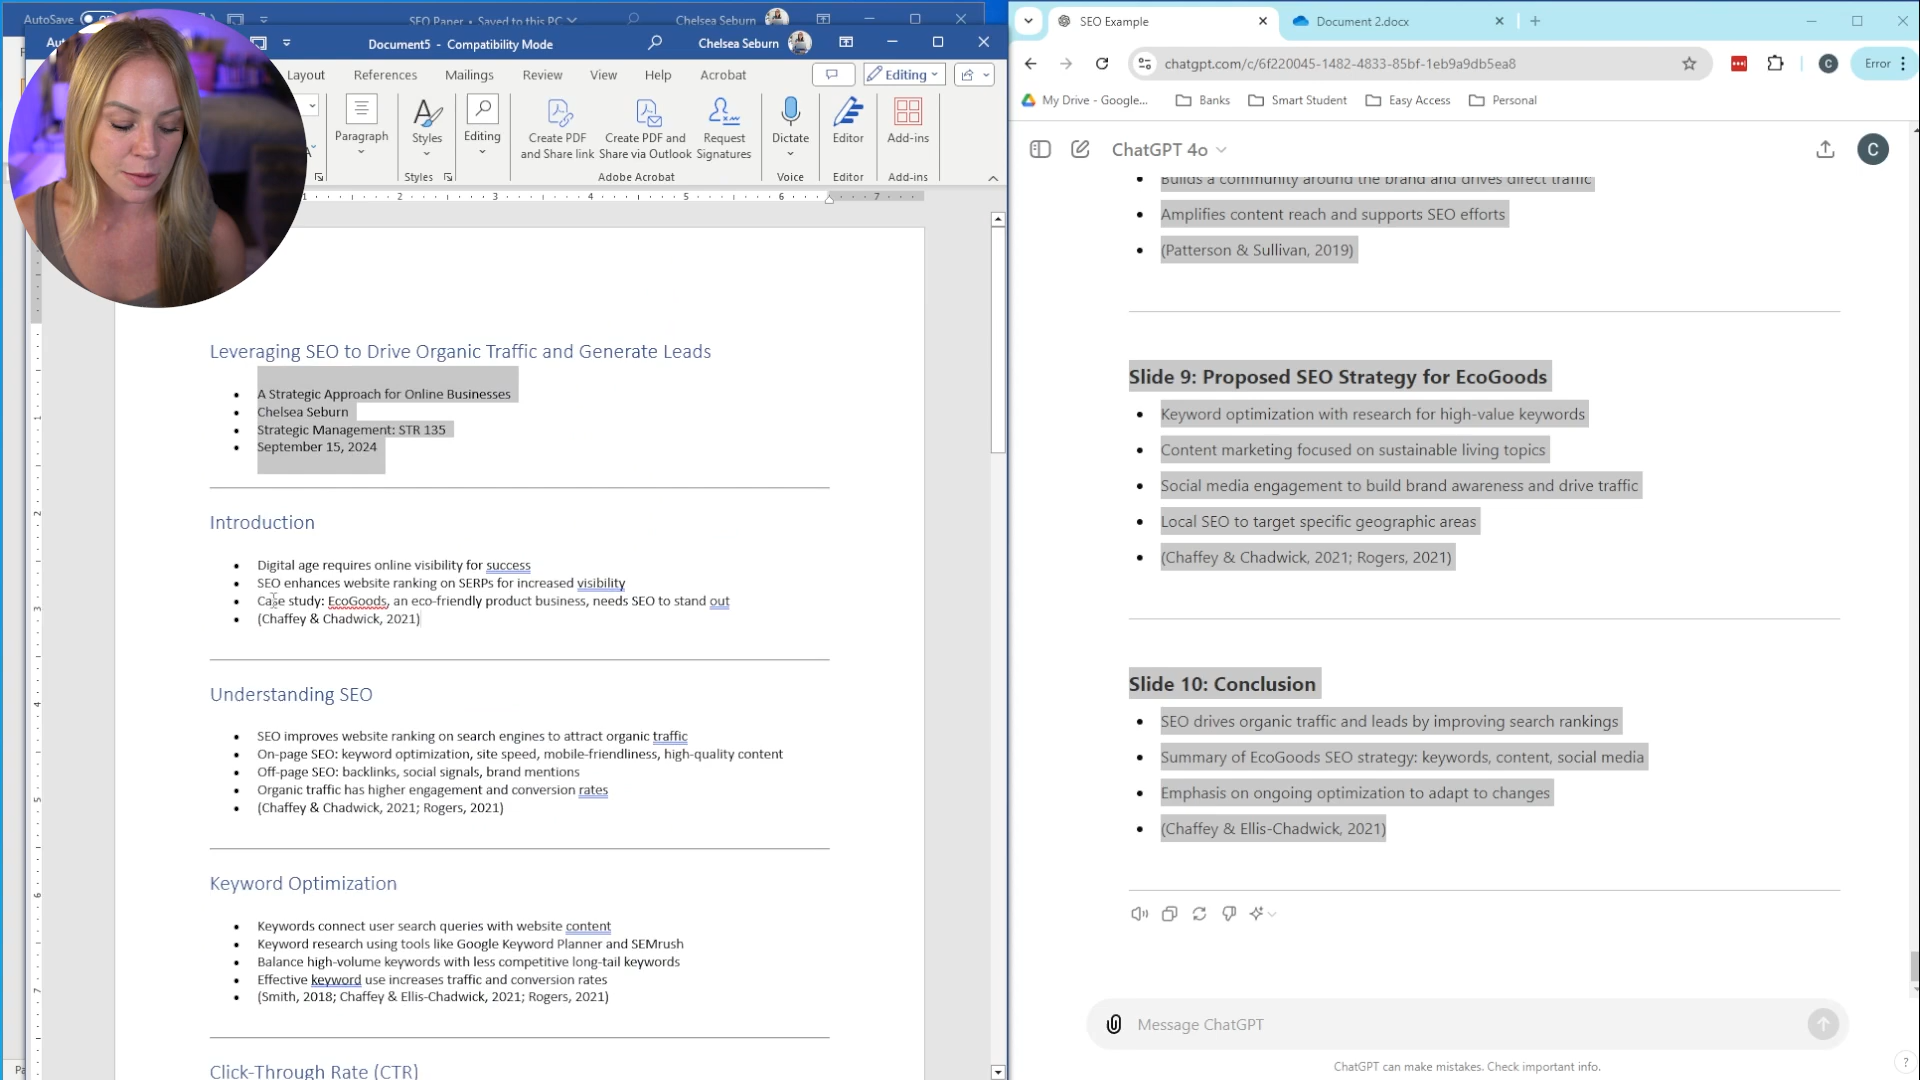 AutoSave
SEO Paper • Saved to this PC
Chelsea Seburn
Document5 - Compatibility Mode
Chelsea Seburn
Layout
References
Mailings
Review
View
Help
Acrobat
Editing
Paragraph
Styles
Editing
Create PDF and Share link
Create PDF and Share via Outlook
Request Signatures
Dictate
Editor
Add-ins
Styles
Adobe Acrobat
Voice
Editor
Add-ins
1 2 3 4 5 6 7
Leveraging SEO to Drive Organic Traffic and Generate Leads
• A Strategic Approach for Online Businesses
• Chelsea Seburn
• Strategic Management: STR 135
• September 15, 2024
Introduction
• Digital age requires online visibility for success
• SEO enhances website ranking on SERPs for increased visibility
• Case study: EcoGoods, an eco-friendly product business, needs SEO to stand out
• (Chaffey & Chadwick, 2021)
Understanding SEO
• SEO improves website ranking on search engines to attract organic traffic
• On-page SEO: keyword optimization, site speed, mobile-friendliness, high-quality content
• Off-page SEO: backlinks, social signals, brand mentions
• Organic traffic has higher engagement and conversion rates
• (Chaffey & Chadwick, 2021; Rogers, 2021)
Keyword Optimization
• Keywords connect user search queries with website content
• Keyword research using tools like Google Keyword Planner and SEMrush
• Balance high-volume keywords with less competitive long-tail keywords
• Effective keyword use increases traffic and conversion rates
• (Smith, 2018; Chaffey & Ellis-Chadwick, 2021; Rogers, 2021)
Click-Through Rate (CTR)
SEO Example
Document 2.docx
chatgpt.com/c/6f220045-1482-4833-85bf-1eb9a9db5ea8
C
Error
My Drive - Google...
Banks
Smart Student
Easy Access
Personal
ChatGPT 4o
C
• Builds a community around the brand and drives direct traffic
• Amplifies content reach and supports SEO efforts
• (Patterson & Sullivan, 2019)
Slide 9: Proposed SEO Strategy for EcoGoods
• Keyword optimization with research for high-value keywords
• Content marketing focused on sustainable living topics
• Social media engagement to build brand awareness and drive traffic
• Local SEO to target specific geographic areas
• (Chaffey & Chadwick, 2021; Rogers, 2021)
Slide 10: Conclusion
• SEO drives organic traffic and leads by improving search rankings
• Summary of EcoGoods SEO strategy: keywords, content, social media
• Emphasis on ongoing optimization to adapt to changes
• (Chaffey & Ellis-Chadwick, 2021)
Message ChatGPT
ChatGPT can make mistakes. Check important info.
?